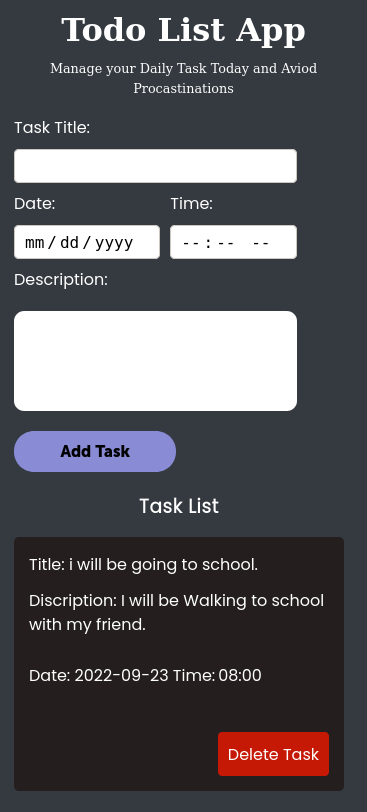 Todo List App
Manage your Daily Task Today and Aviod
Procastinations
Task Title:
Date: Time:
mm/dd/yyyy --:-- --
Description:
Add Task
Task List
Title: i will be going to school.
Discription: I will be Walking to school
with my friend.
Date: 2022-09-23 Time: 08:00
Delete Task